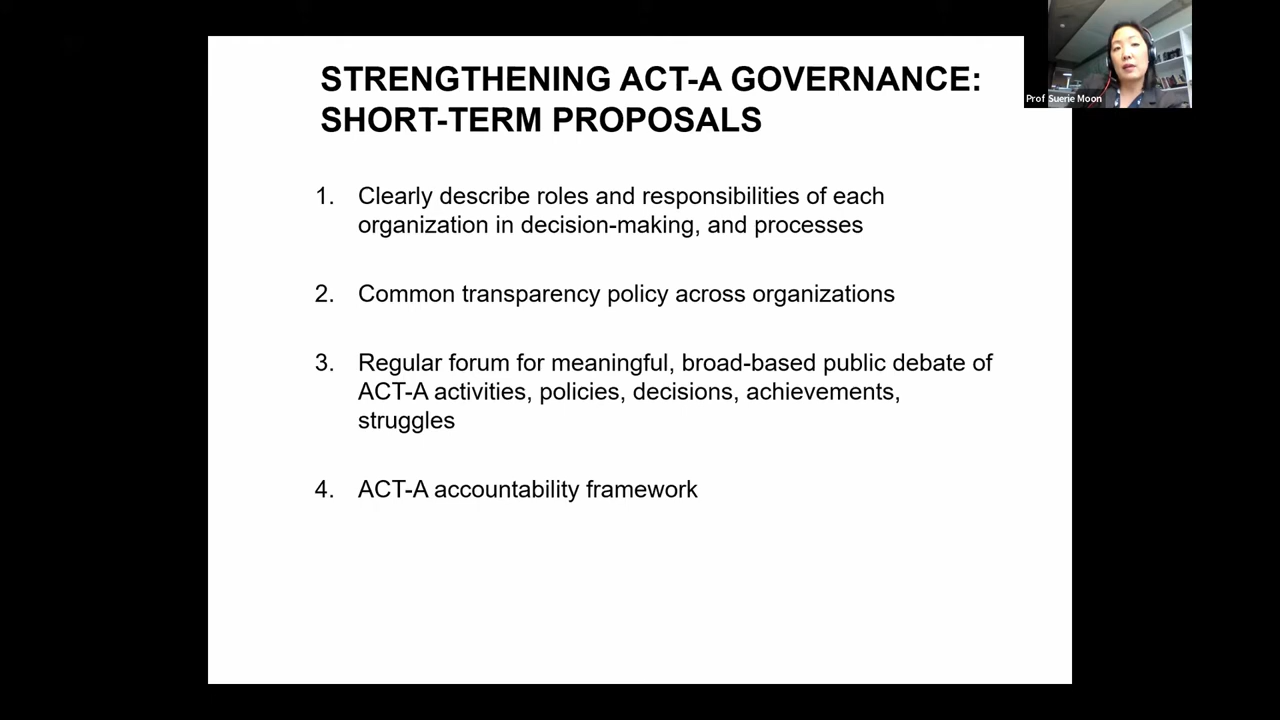 STRENGTHENING ACT-A GOVERNANCE:
SHORT-TERM PROPOSALS
Prof Suerie Moon
1. Clearly describe roles and responsibilities of each
organization in decision-making, and processes
2. Common transparency policy across organizations
3. Regular forum for meaningful, broad-based public debate of
ACT-A activities, policies, decisions, achievements,
struggles
4. ACT-A accountability framework